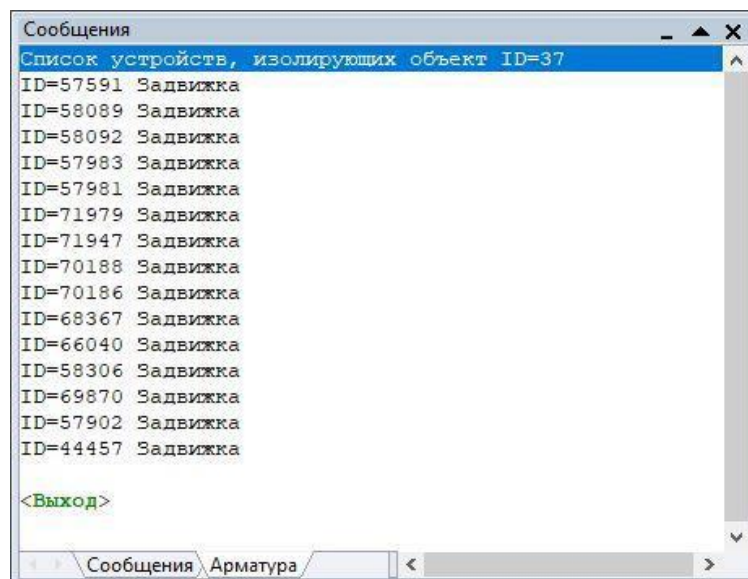 Сообщения
Список устройств, изолирующих объект ID=37
ID=57591 Задвижка
ID=58089 Задвижка
ID=58092 Задвижка
ID=57983 Задвижка
ID=57981 Задвижка
ID=71979 Задвижка
ID=71947 Задвижка
ID=70188 Задвижка
ID=70186 Задвижка
ID=68367 Задвижка
ID=66040 Задвижка
ID=58306 Задвижка
ID=69870 Задвижка
ID=57902 Задвижка
ID=44457 Задвижка
<Выход>
Сообщения Арматура